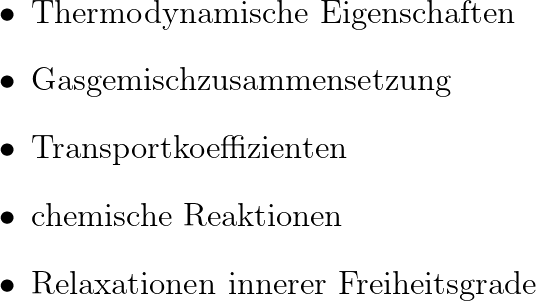 • Thermodynamische Eigenschaften
• Gasgemischzusammensetzung
• Transportkoeffizienten
• chemische Reaktionen
• Relaxationen innerer Freiheitsgrade